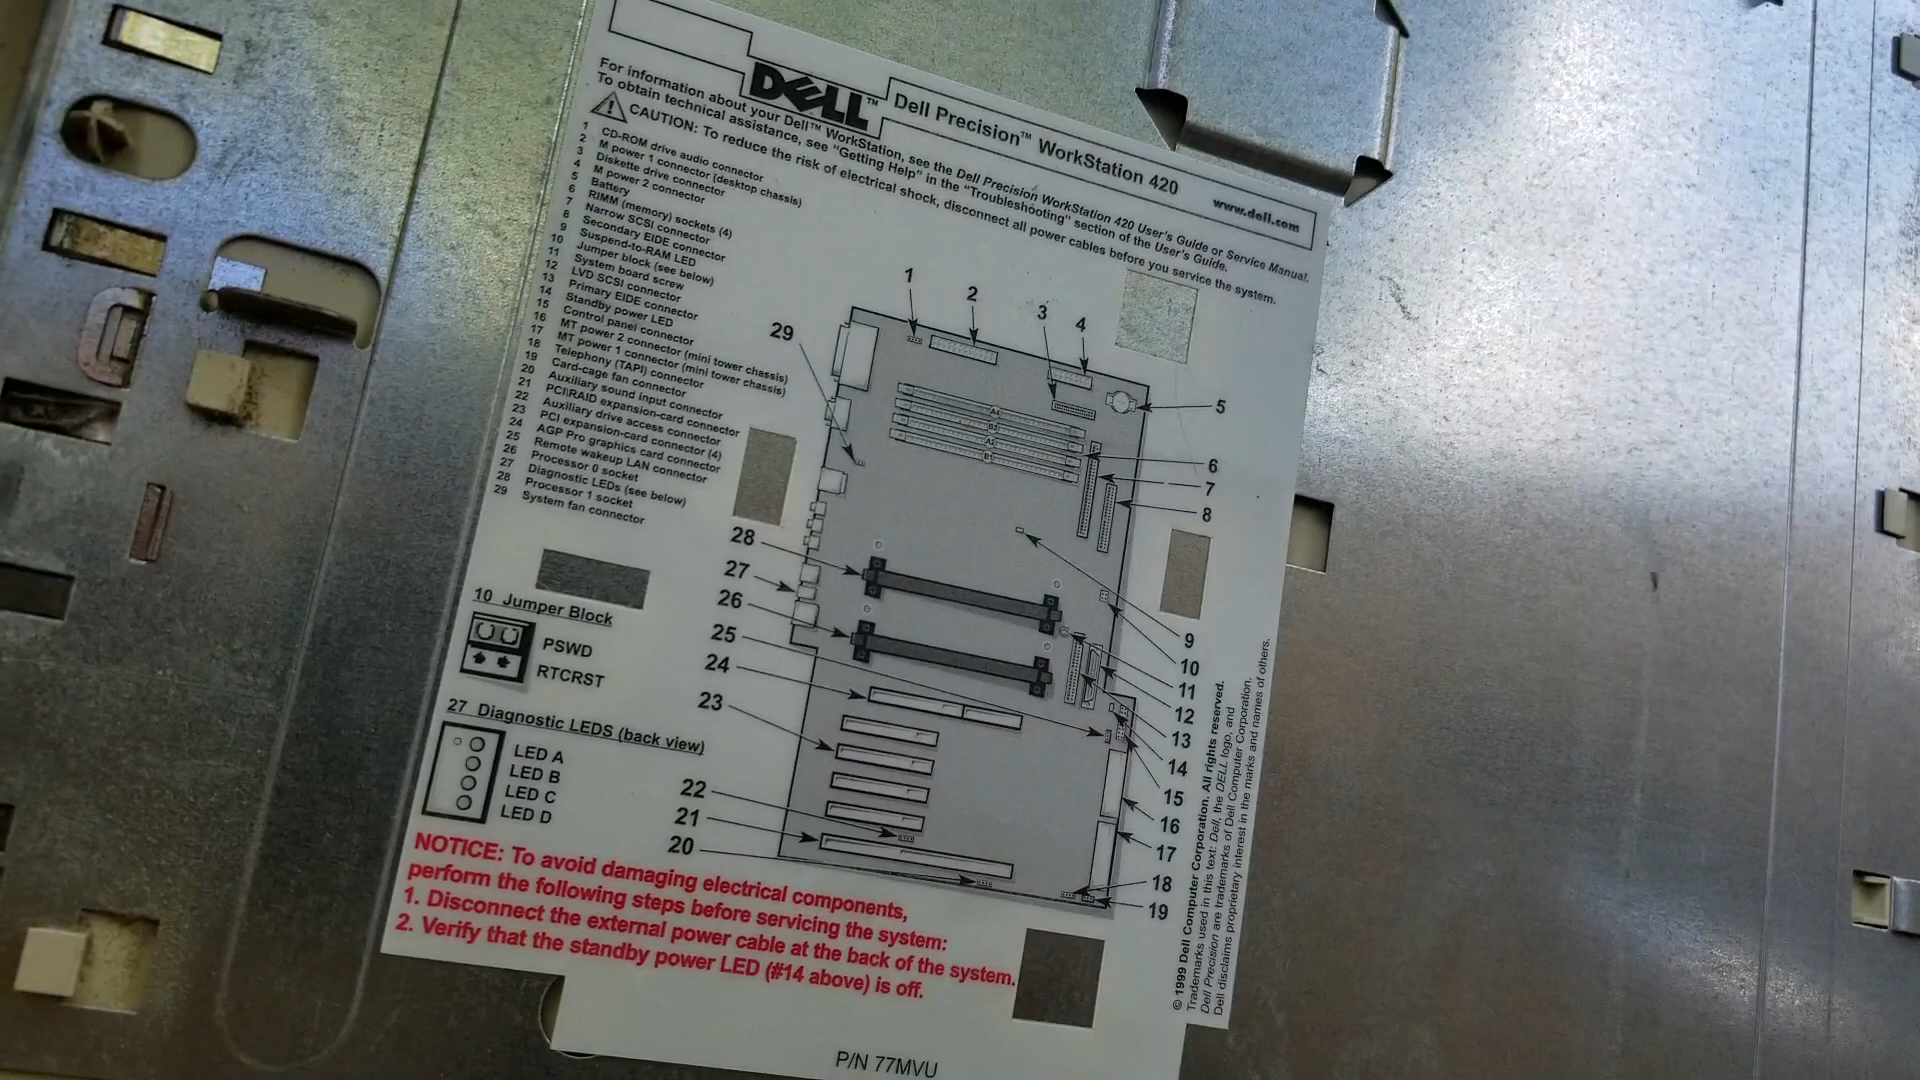 DELL™
Dell Precision™ WorkStation 420
www.dell.com
For information about your Dell™ WorkStation, see the Dell Precision WorkStation 420 User's Guide or Service Manual.
To obtain technical assistance, see "Getting Help" in the "Troubleshooting" section of the User's Guide.
CAUTION: To reduce the risk of electrical shock, disconnect all power cables before you service the system.
1 CD-ROM drive audio connector
2 M power 1 connector (desktop chassis)
3 Diskette drive connector
4 M power 2 connector
5 Battery
6 RIMM (memory) sockets (4)
7 Narrow SCSI connector
8 Secondary EIDE connector
9 Suspend-to-RAM LED
10 Jumper block (see below)
11 System board screw
12 LVD SCSI connector
13 Primary EIDE connector
14 Standby power LED
15 Control panel connector
16 MT power 2 connector (mini tower chassis)
17 MT power 1 connector (mini tower chassis)
18 Telephony (TAPI) connector
19 Card-cage fan connector
20 Auxiliary sound input connector
21 PCI\RAID expansion-card connector
22 Auxiliary drive access connector
23 PCI expansion-card connector (4)
24 AGP Pro graphics card connector
25 Remote wakeup LAN connector
26 Processor 0 socket
27 Diagnostic LEDs (see below)
28 Processor 1 socket
29 System fan connector
1
2
3
4
5
6
7
8
9
10
11
12
13
14
15
16
17
18
19
20
21
22
23
24
25
26
27
28
29
A4
B3
A2
B1
10 Jumper Block
PSWD
RTCRST
27 Diagnostic LEDS (back view)
LED A
LED B
LED C
LED D
NOTICE: To avoid damaging electrical components,
perform the following steps before servicing the system:
1. Disconnect the external power cable at the back of the system.
2. Verify that the standby power LED (#14 above) is off.
© 1999 Dell Computer Corporation. All rights reserved.
Trademarks used in this text: Dell, the DELL logo, and
Dell Precision are trademarks of Dell Computer Corporation.
Dell disclaims proprietary interest in the marks and names of others.
P/N 77MVU